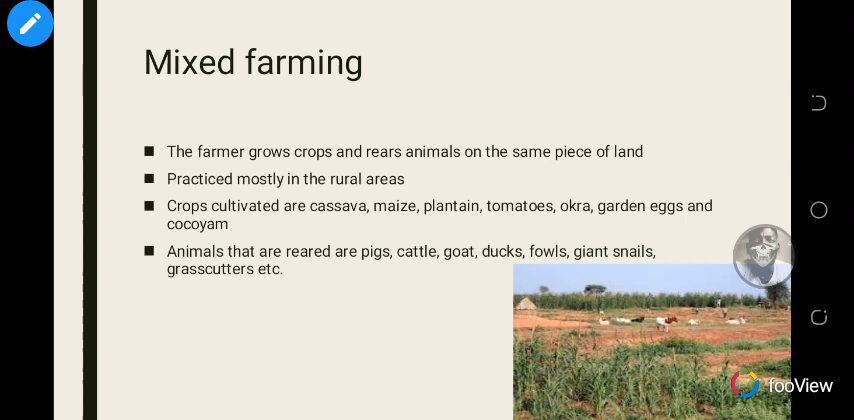 Mixed farming
The farmer grows crops and rears animals on the same piece of land
Practiced mostly in the rural areas
Crops cultivated are cassava, maize, plantain, tomatoes, okra, garden eggs and
cocoyam
Animals that are reared are pigs, cattle, goat, ducks, fowls, giant snails,
grasscutters etc.
fooView